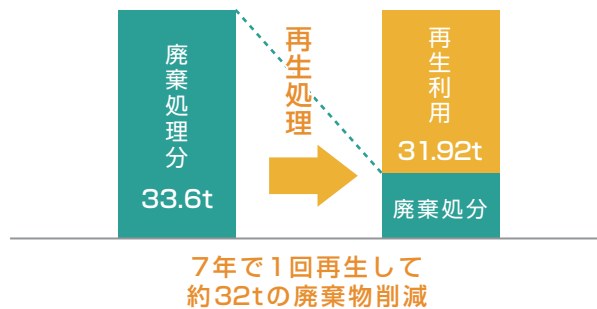 廃棄処理分
33.6t
再生処理
再生利用
31.92t
廃棄処分
7年で1回再生して
約32tの廃棄物削減